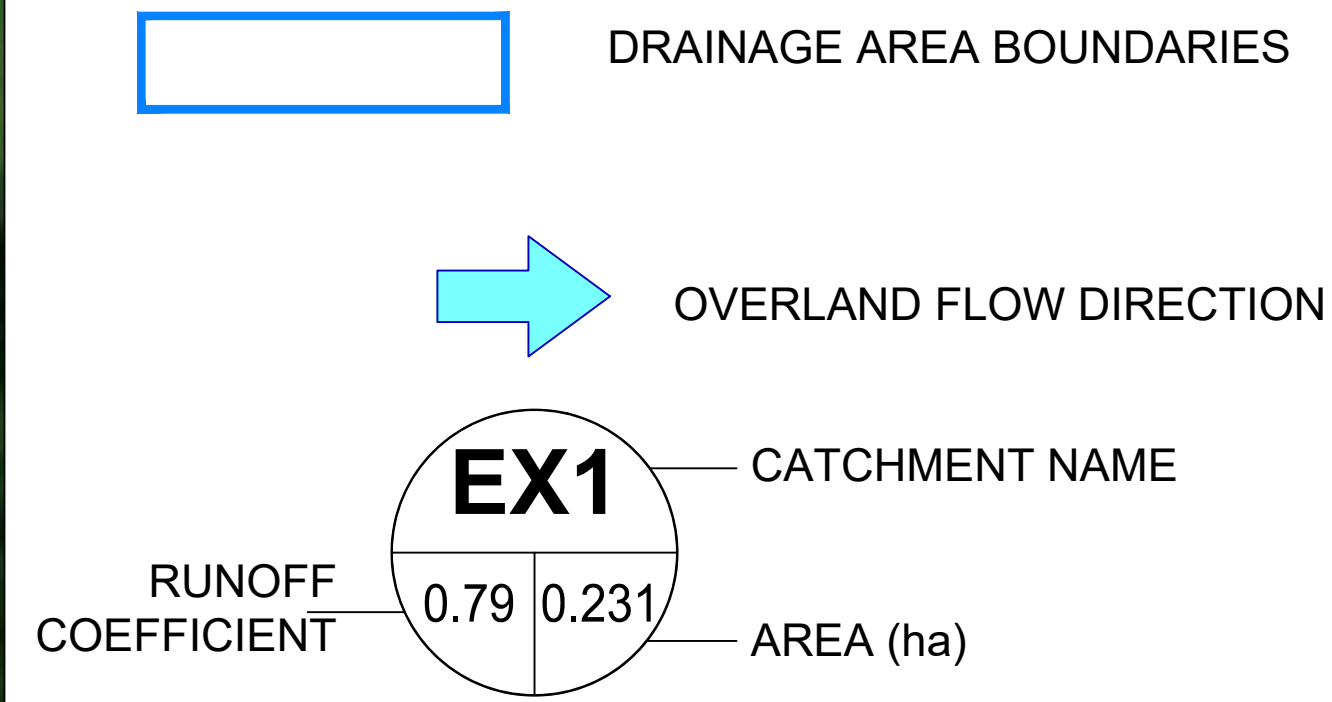 DRAINAGE AREA BOUNDARIES
OVERLAND FLOW DIRECTION
EX1
CATCHMENT NAME
RUNOFF
COEFFICIENT
0.79
0.231
AREA (ha)